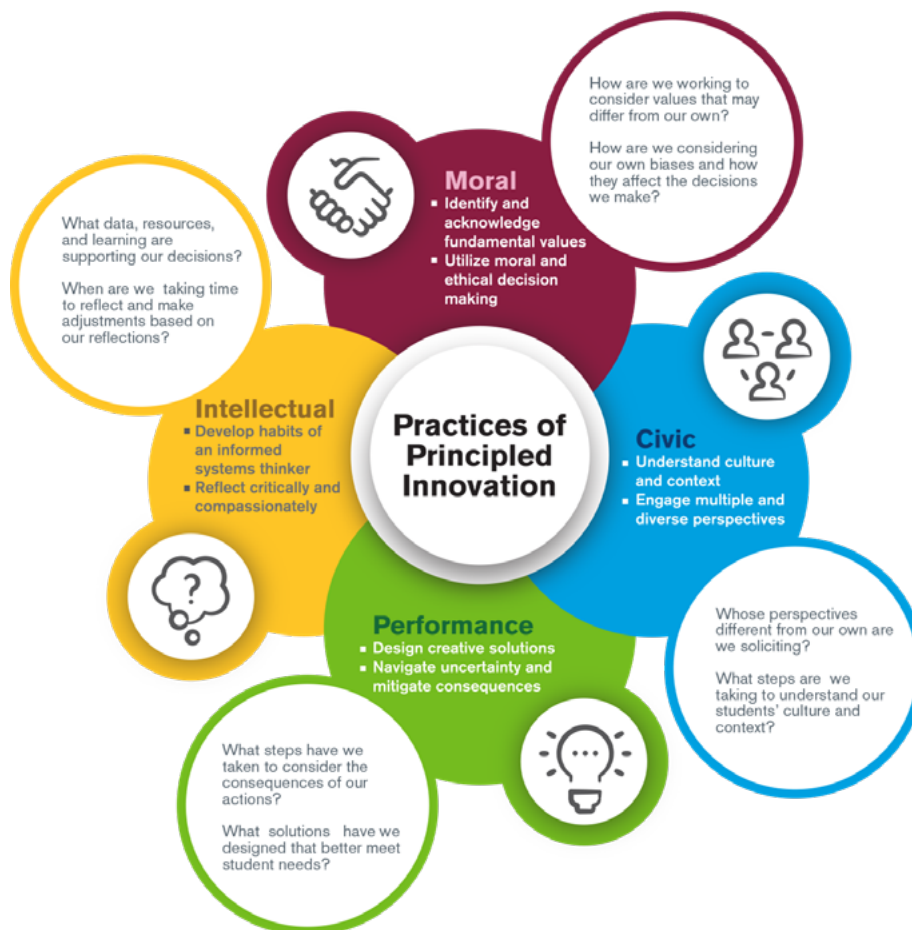 How are we working to
consider values that may
differ from our own?
How are we considering
our own biases and how
they affect the decisions
we make?
Moral
▪ Identify and
acknowledge
fundamental values
▪ Utilize moral and
ethical decision
making
What data, resources,
and learning are
supporting our decisions?
When are we taking time
to reflect and make
adjustments based on
our reflections?
Intellectual
▪ Develop habits of
an informed
systems thinker
▪ Reflect critically and
compassionately
?
Practices of
Principled
Innovation
Civic
▪ Understand culture
and context
▪ Engage multiple and
diverse perspectives
Whose perspectives
different from our own are
we soliciting?
What steps are we
taking to understand our
students' culture and
context?
Performance
▪ Design creative solutions
▪ Navigate uncertainty and
mitigate consequences
What steps have we
taken to consider the
consequences of our
actions?
What solutions have we
designed that better meet
student needs?